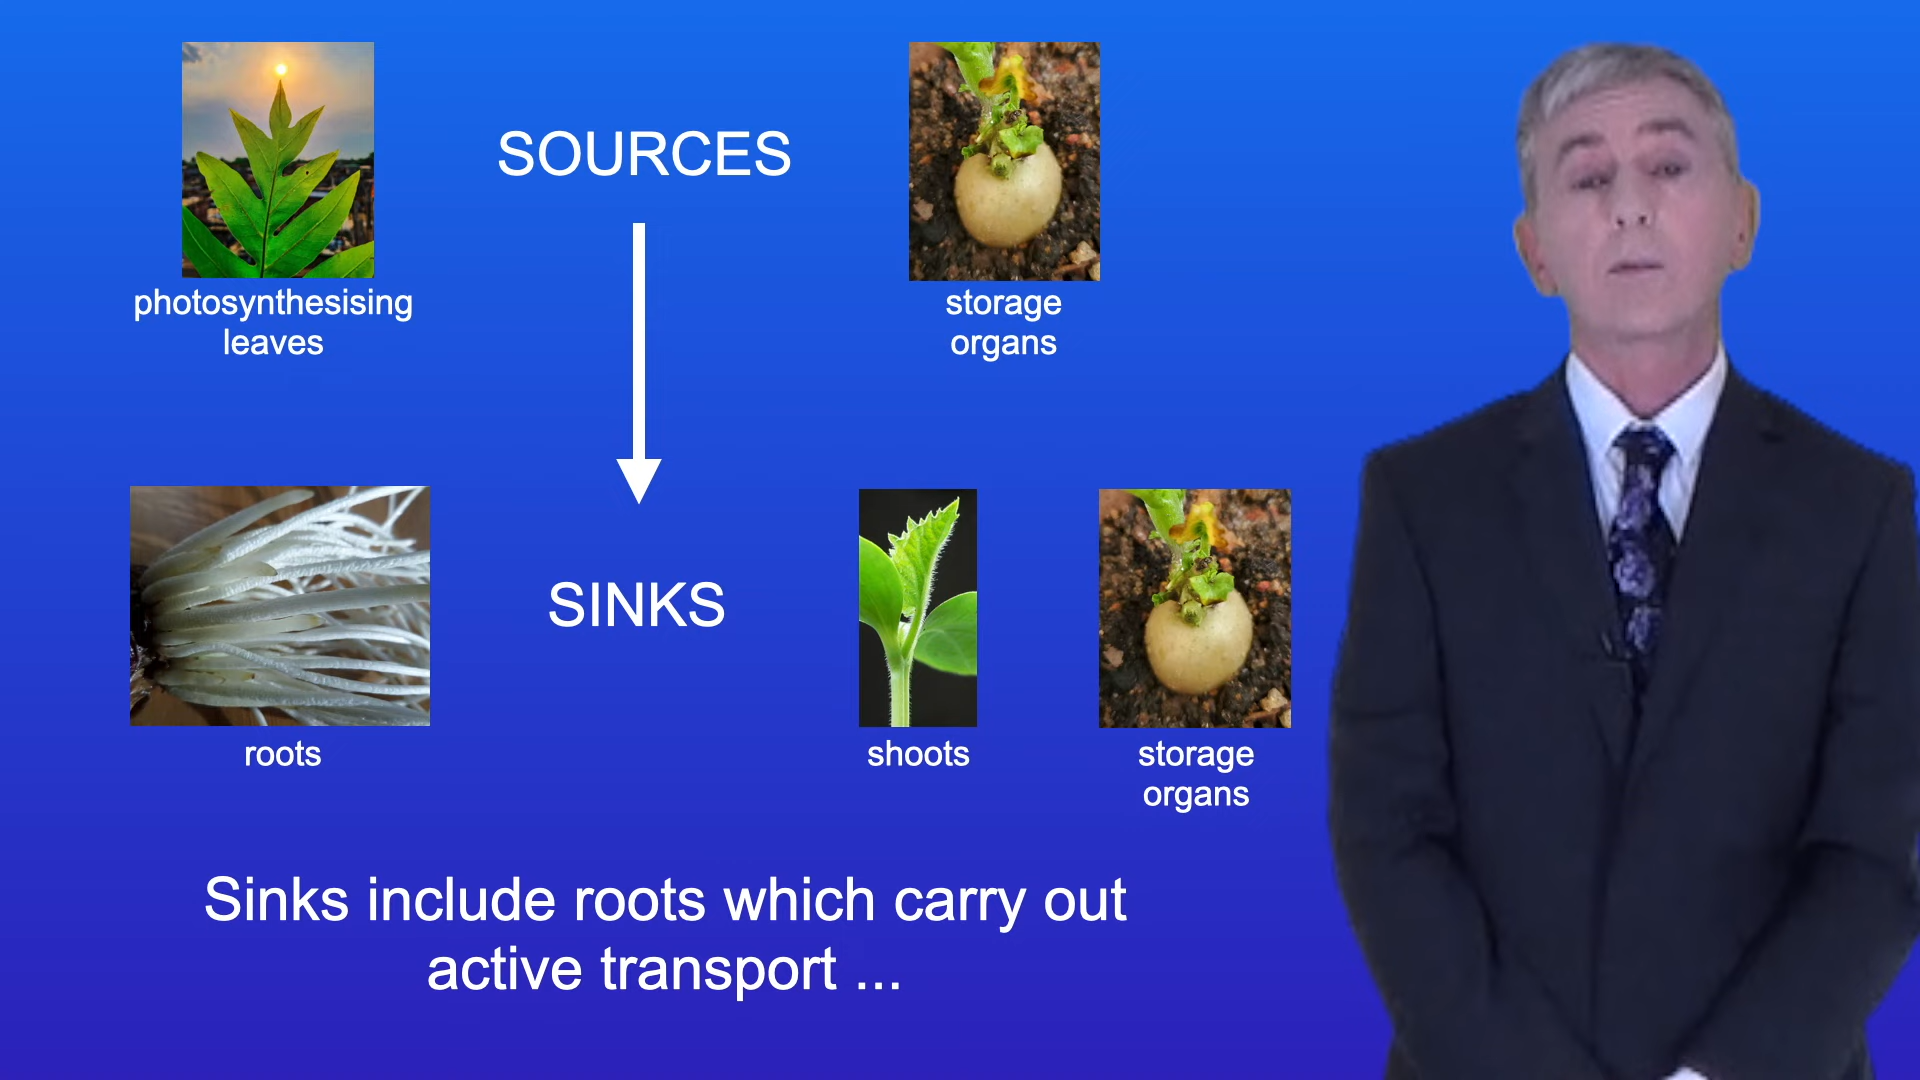 SOURCES
photosynthesising
leaves
storage
organs
SINKS
roots
shoots
storage
organs
Sinks include roots which carry out
active transport ...